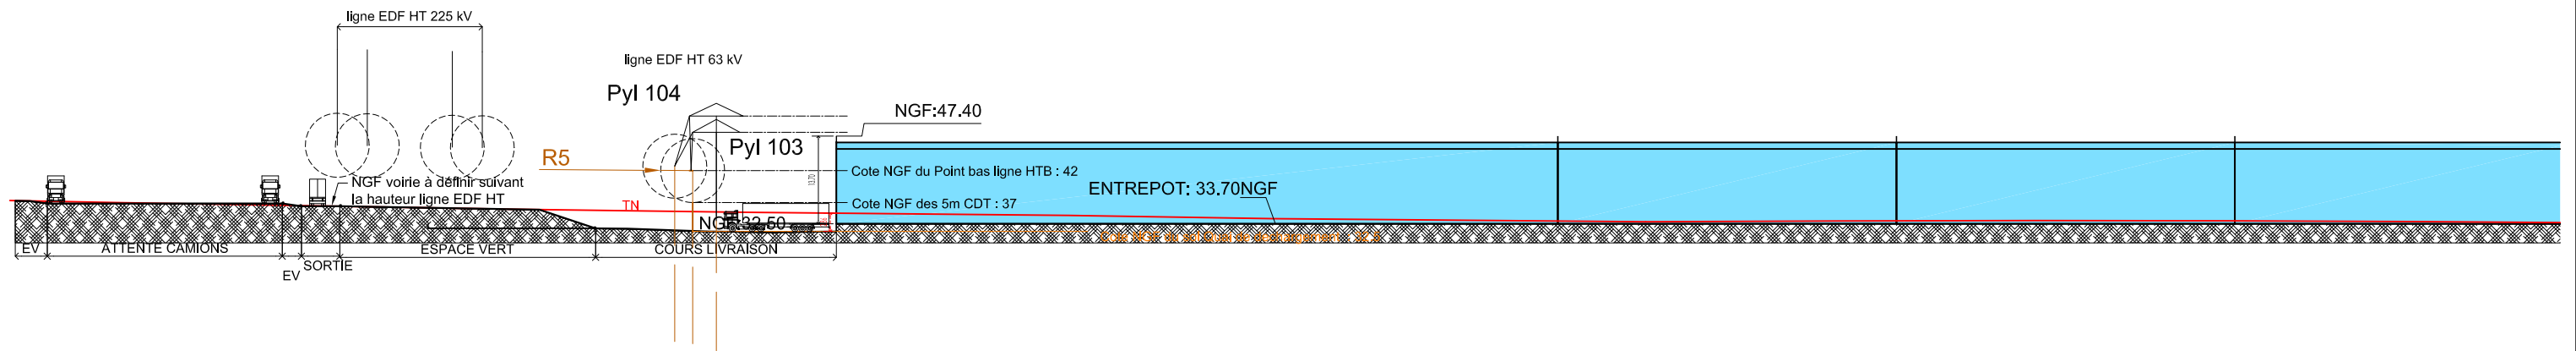 ligne EDF HT 225 kV
ligne EDF HT 63 kV
Pyl 104
NGF:47.40
Pyl 103
R5
Cote NGF du Point bas ligne HTB : 42
NGF voirie à définir suivant
la hauteur ligne EDF HT
13,70
ENTREPOT: 33.70NGF
TN
Cote NGF des 5m CDT : 37
NGF:32.50
EV
ATTENTE CAMIONS
EV
SORTIE
ESPACE VERT
COURS LIVRAISON